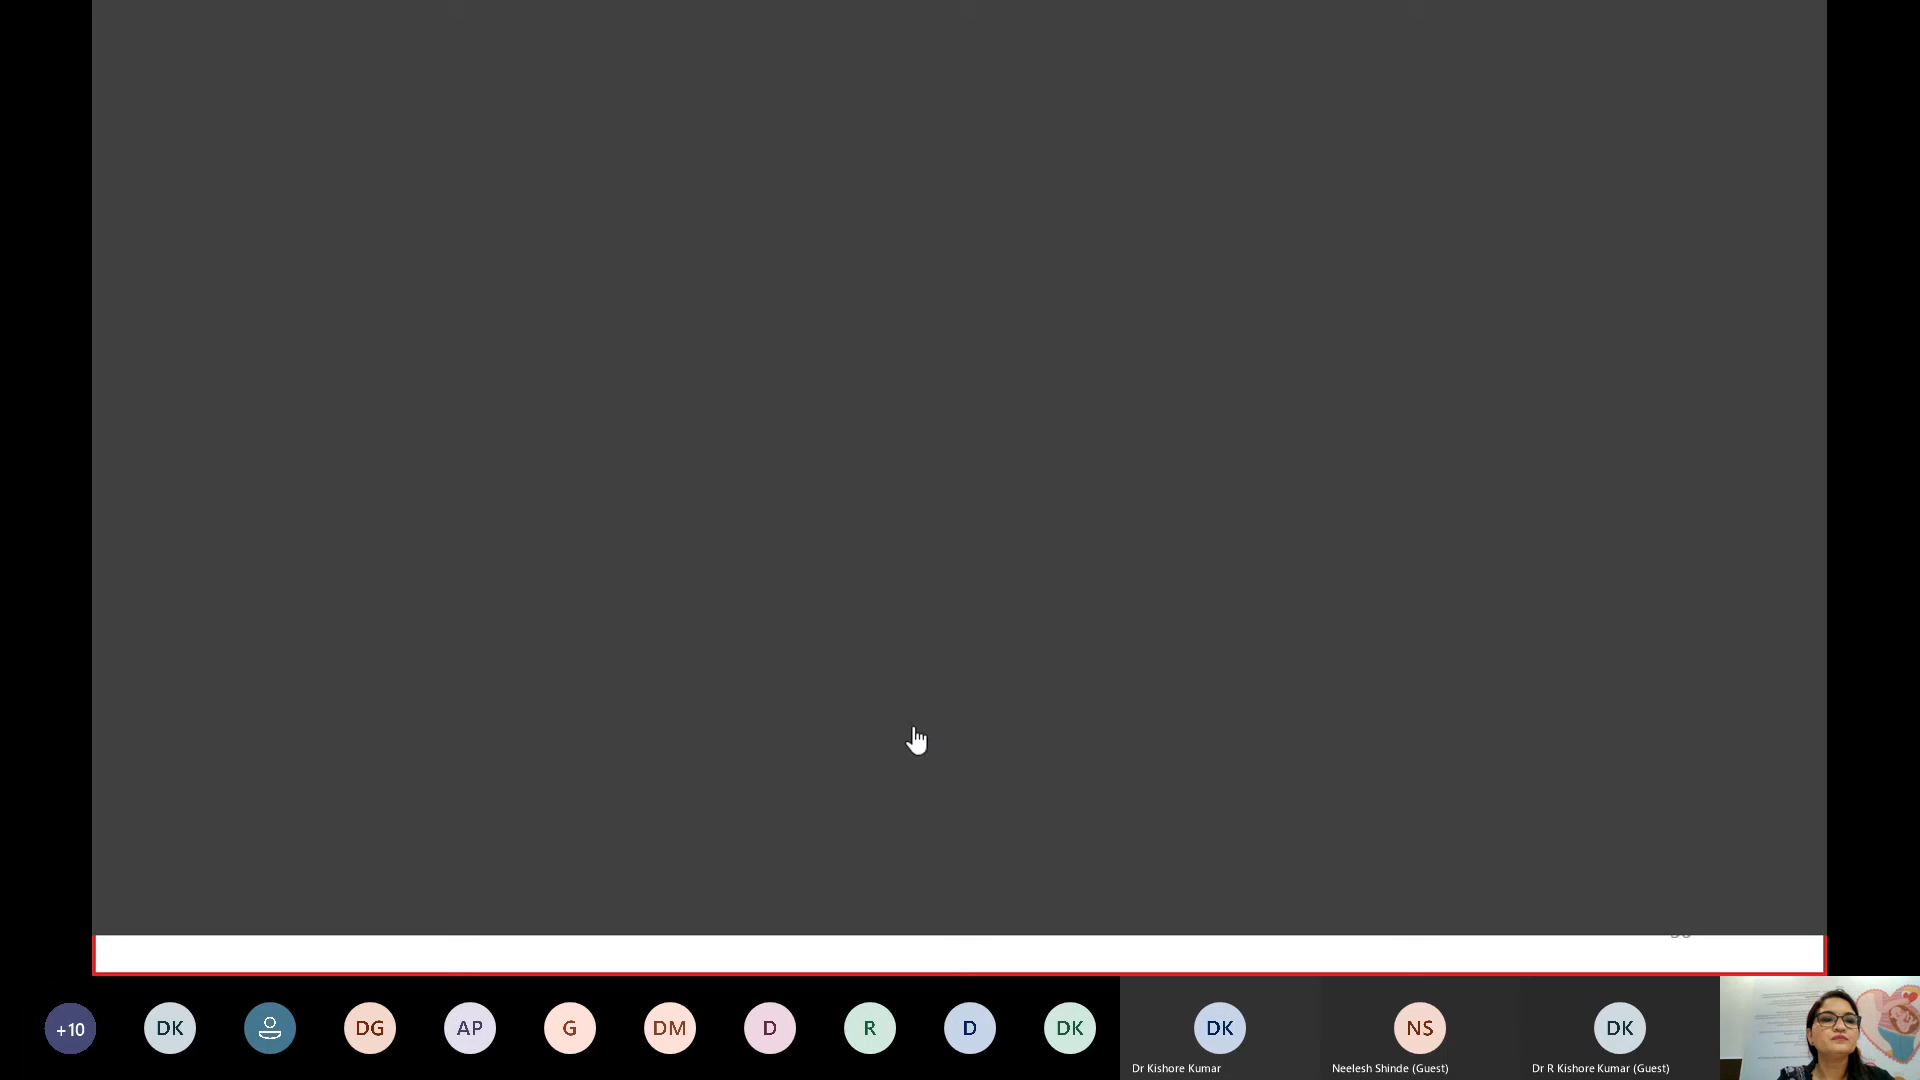 +10
DK
DG
AP
G
DM
D
R
D
DK
DK
NS
DK
Dr Kishore Kumar
Neelesh Shinde (Guest)
Dr R Kishore Kumar (Guest)